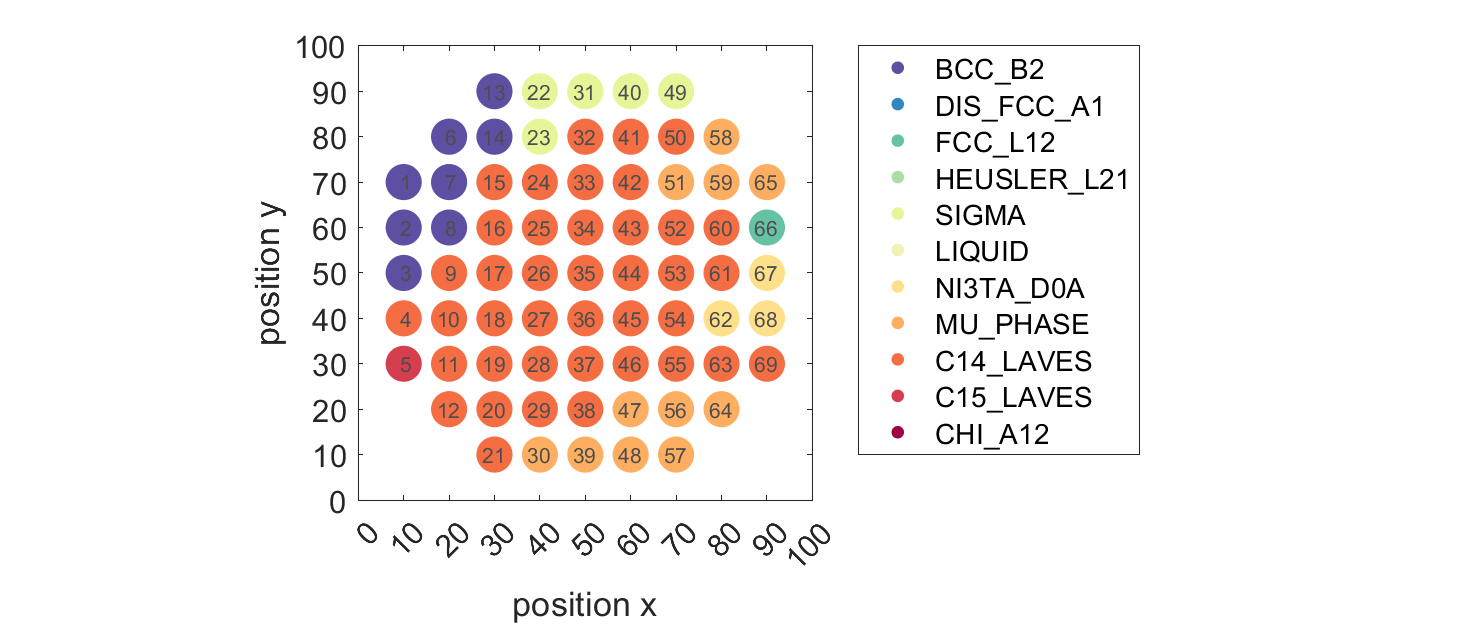 100
90
80
70
60
50
40
30
20
10
0
position y
13 22 31 40 49
6 14 23 32 41 50 58
1 7 15 24 33 42 51 59 65
2 8 16 25 34 43 52 60 66
3 9 17 26 35 44 53 61 67
4 10 18 27 36 45 54 62 68
5 11 19 28 37 46 55 63 69
12 20 29 38 47 56 64
21 30 39 48 57
0 10 20 30 40 50 60 70 80 90 100
position x
BCC_B2
DIS_FCC_A1
FCC_L12
HEUSLER_L21
SIGMA
LIQUID
NI3TA_D0A
MU_PHASE
C14_LAVES
C15_LAVES
CHI_A12